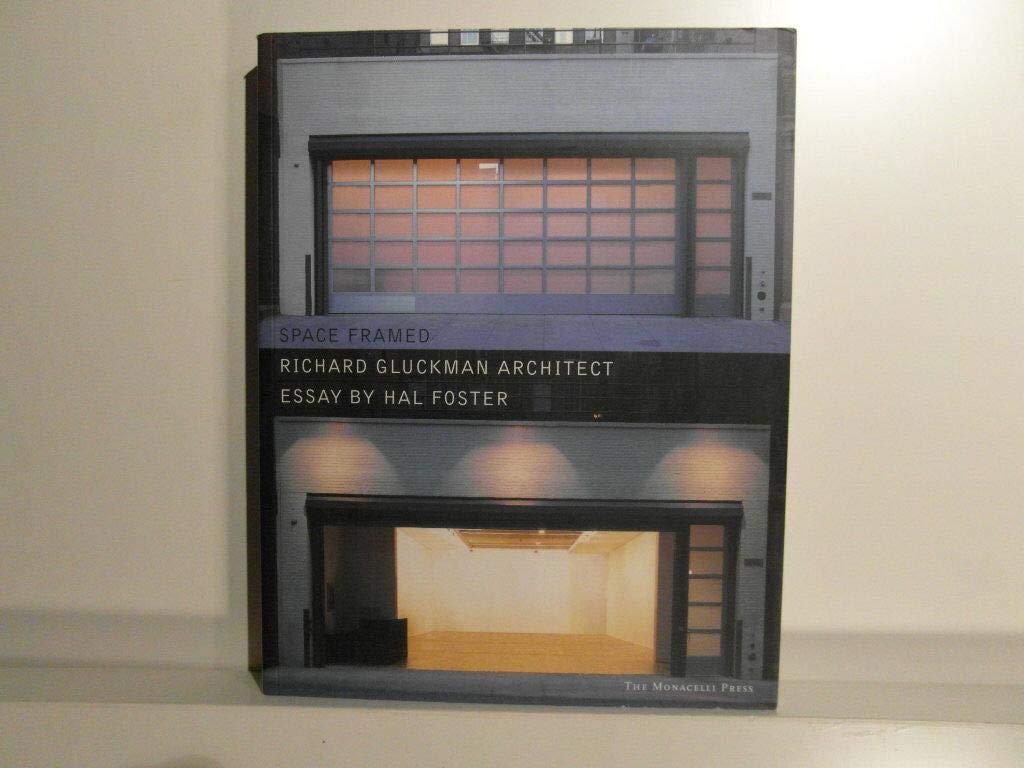 SPACE FRAMED
RICHARD GLUCKMAN ARCHITECT
ESSAY BY HAL FOSTER
THE MONACELLI PRESS